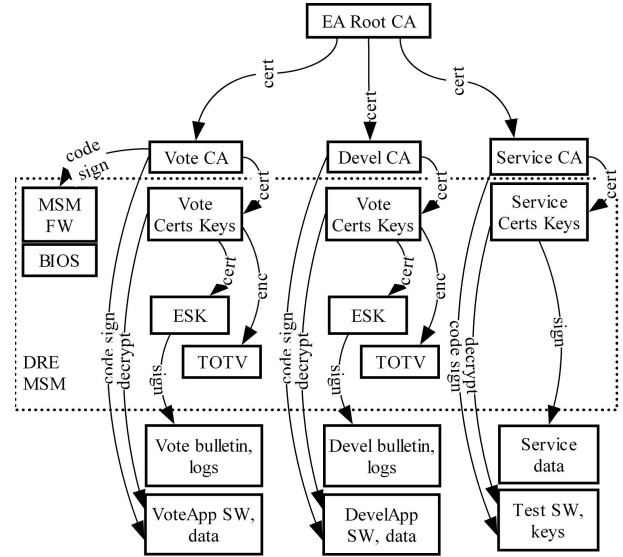 EA Root CA
cert
cert
cert
code
sign
Vote CA
Devel CA
Service CA
cert
cert
cert
MSM
FW
BIOS
Vote
Certs Keys
Vote
Certs Keys
Service
Certs Keys
cert
enc
cert
enc
ESK
ESK
TOTV
TOTV
sign
code sign
decrypt
sign
code sign
decrypt
sign
decrypt
code sign
DRE
MSM
Vote bulletin,
logs
Devel bulletin,
logs
Service
data
VoteApp SW,
data
DevelApp
SW, data
Test SW,
keys